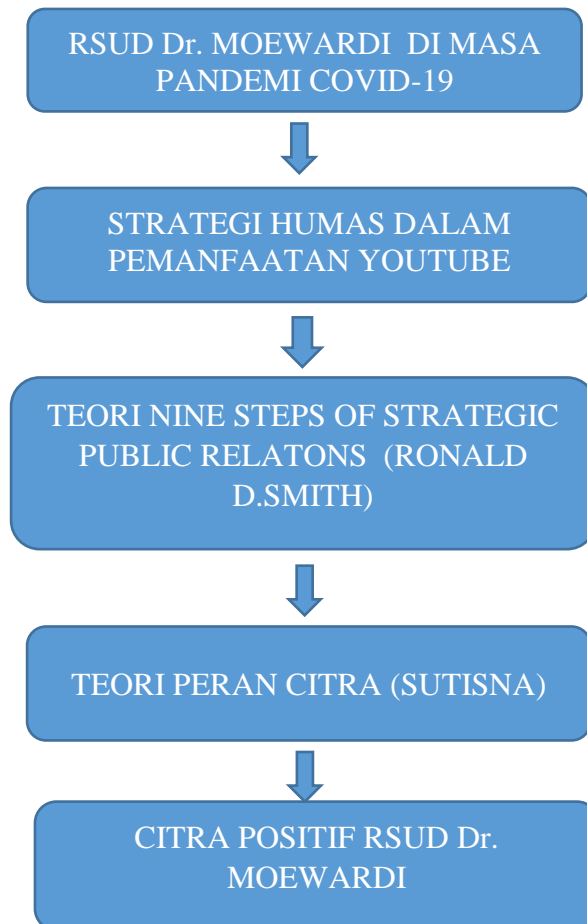 RSUD Dr. MOEWARDI DI MASA
PANDEMI COVID-19
STRATEGI HUMAS DALAM
PEMANFAATAN YOUTUBE
TEORI NINE STEPS OF STRATEGIC
PUBLIC RELATONS (RONALD
D.SMITH)
TEORI PERAN CITRA (SUTISNA)
CITRA POSITIF RSUD Dr.
MOEWARDI